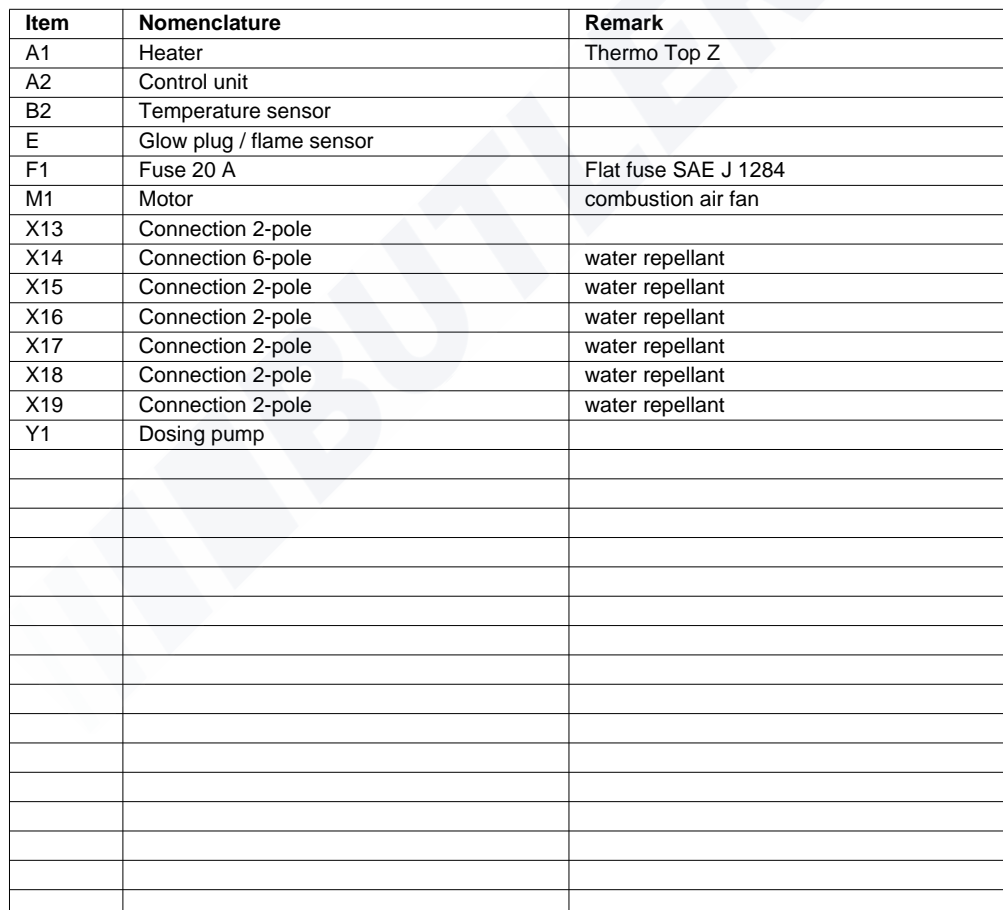 Item Nomenclature Remark
A1 Heater Thermo Top Z
A2 Control unit
B2 Temperature sensor
E Glow plug / flame sensor
F1 Fuse 20 A Flat fuse SAE J 1284
M1 Motor combustion air fan
X13 Connection 2-pole
X14 Connection 6-pole water repellant
X15 Connection 2-pole water repellant
X16 Connection 2-pole water repellant
X17 Connection 2-pole water repellant
X18 Connection 2-pole water repellant
X19 Connection 2-pole water repellant
Y1 Dosing pump
BUTLER